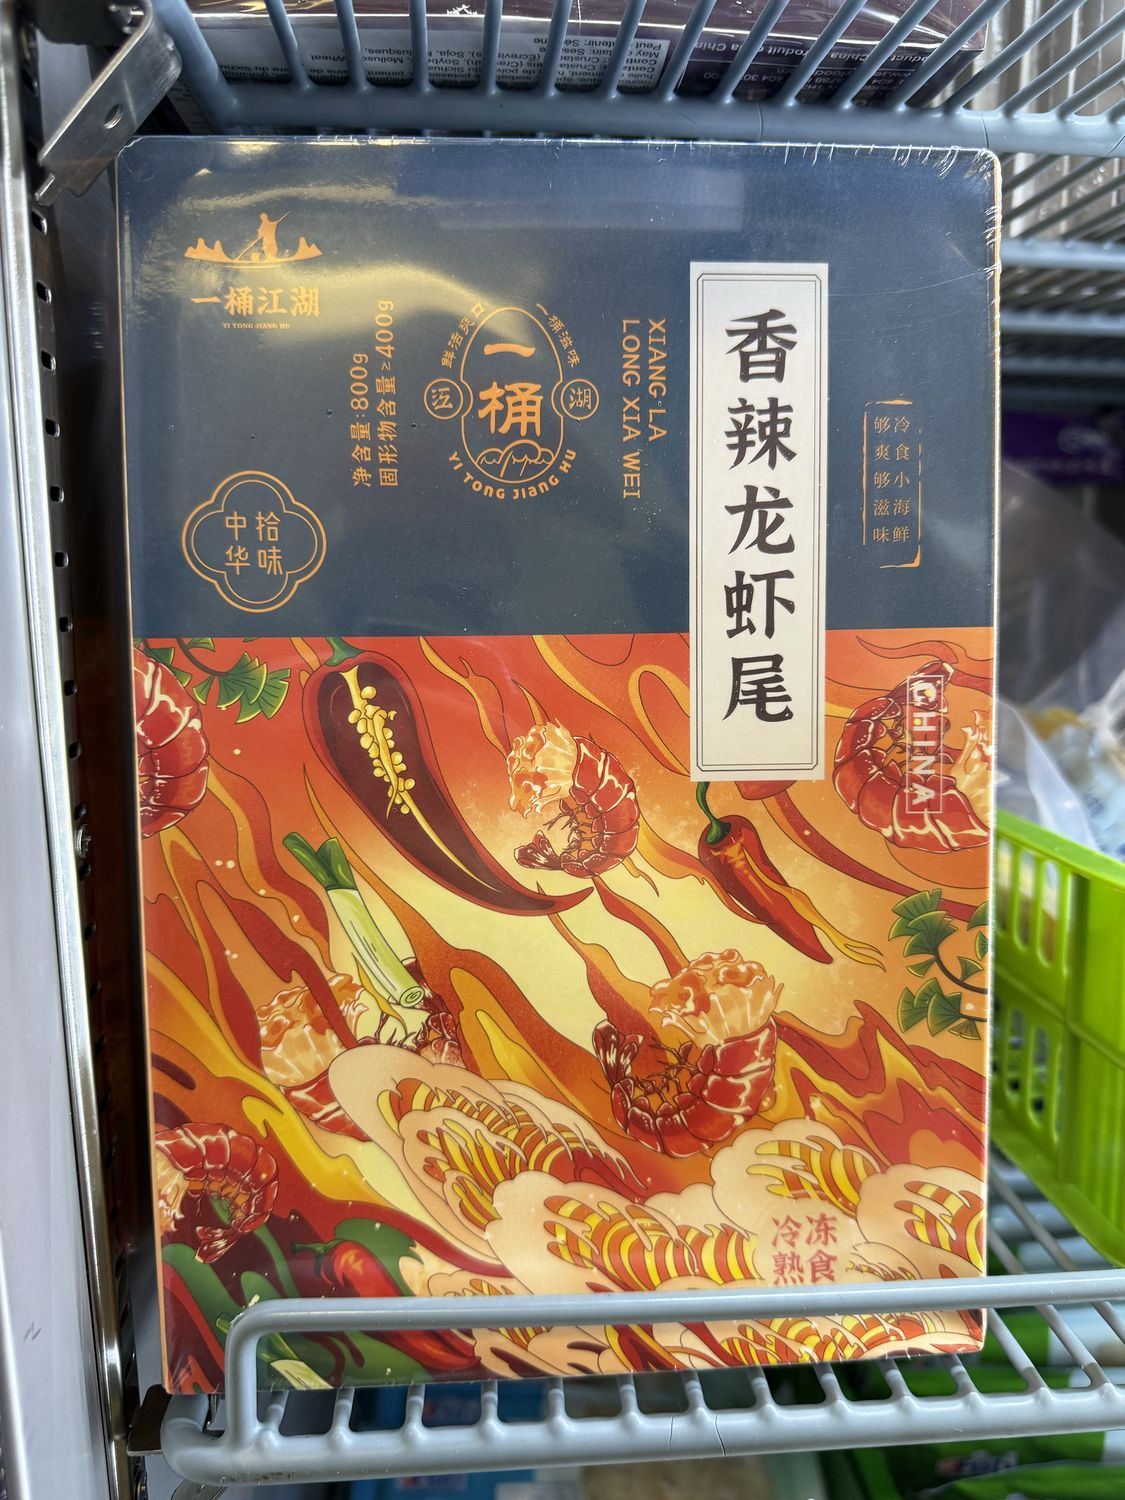 一桶江湖
YI TONG JIANG HU
净含量:800g
固形物含量≥400g
鲜活爽口
一桶滋味
一桶
江
湖
YI TONG JIANG HU
XIANG LA
LONG XIA WEI
香辣龙虾尾
冷食小海鲜
够爽够滋味
中华
拾味
CHINA
冷冻
熟食